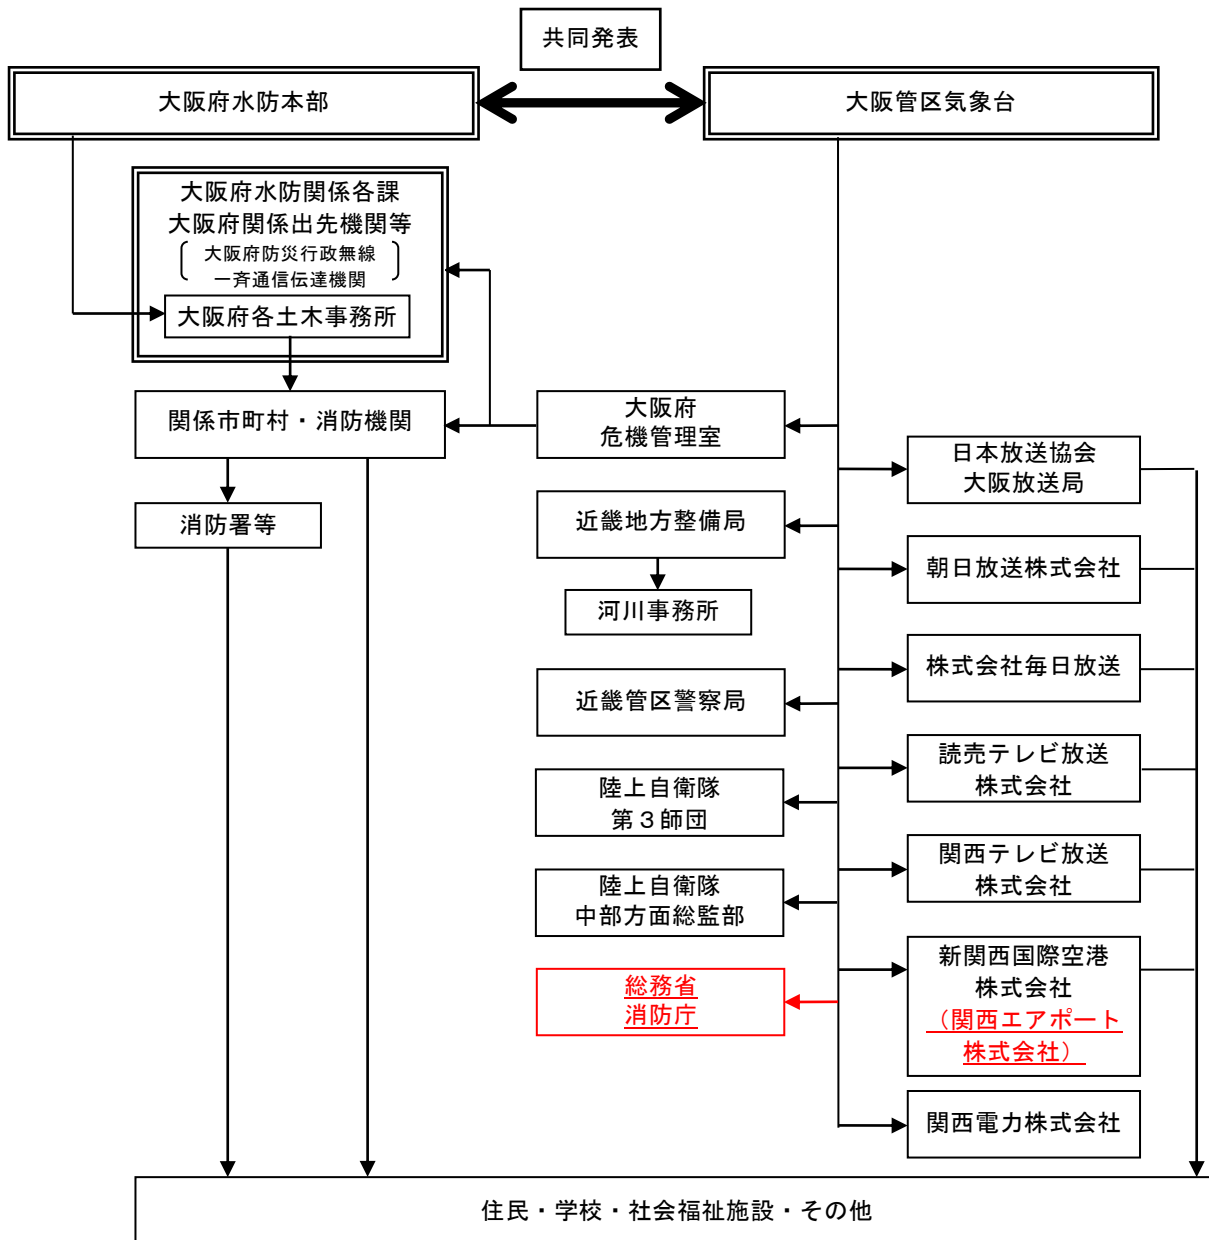 共同発表
大阪府水防本部
大阪管区気象台
大阪府水防関係各課
大阪府関係出先機関等
大阪府防災行政無線
一斉通信伝達機関
大阪府各土木事務所
関係市町村・消防機関
消防署等
大阪府
危機管理室
近畿地方整備局
河川事務所
近畿管区警察局
陸上自衛隊
第3師団
陸上自衛隊
中部方面総監部
総務省
消防庁
日本放送協会
大阪放送局
朝日放送株式会社
株式会社毎日放送
読売テレビ放送
株式会社
関西テレビ放送
株式会社
新関西国際空港
株式会社
（関西エアポート
株式会社）
関西電力株式会社
住民・学校・社会福祉施設・その他